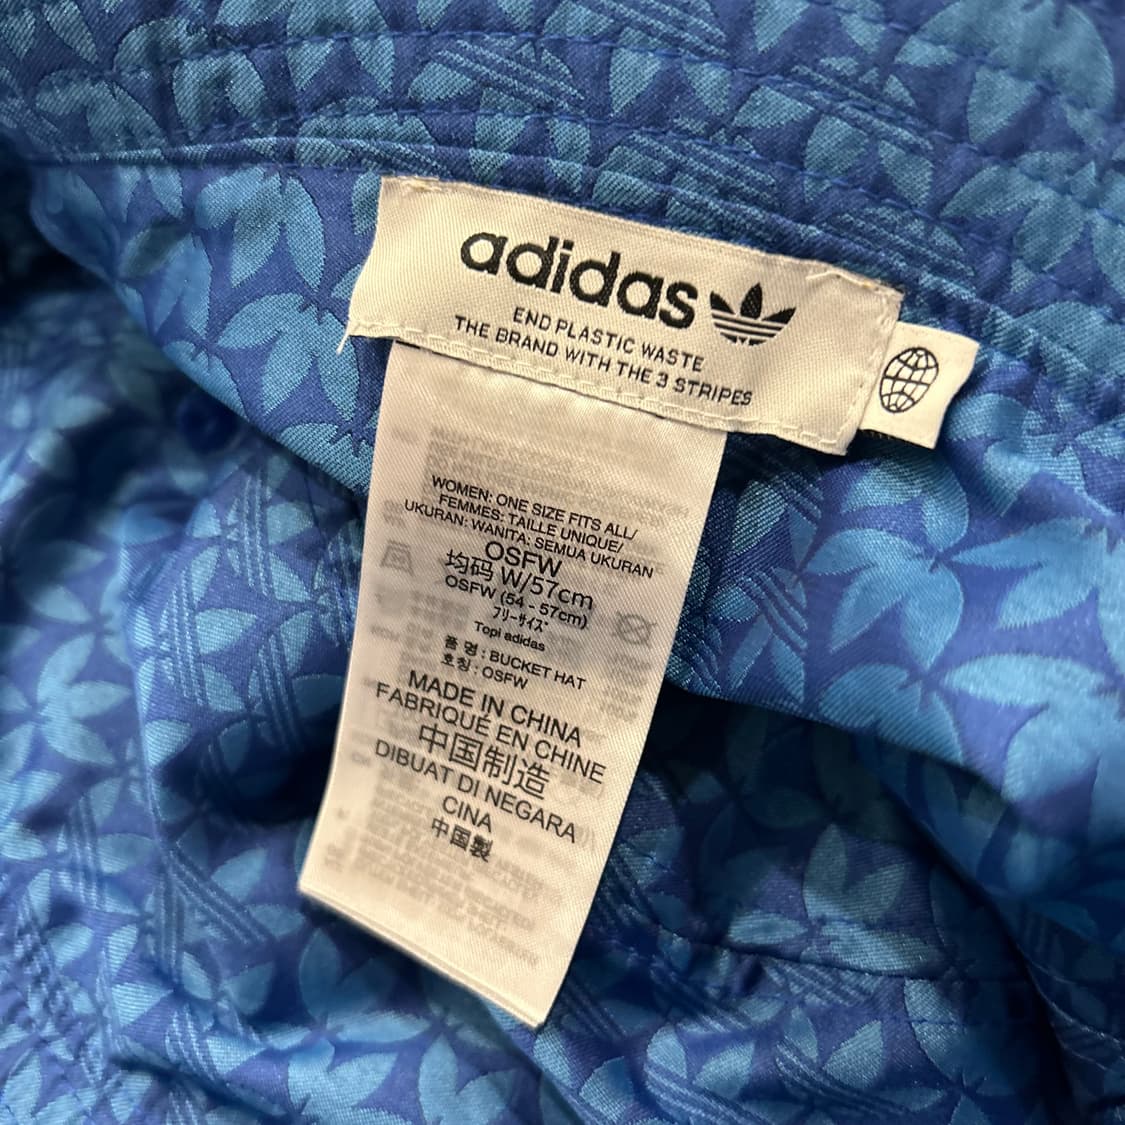 adidas
END PLASTIC WASTE
THE BRAND WITH THE 3 STRIPES
WOMEN: ONE SIZE FITS ALL/
FEMMES: TAILLE UNIQUE/
UKURAN: WANITA: SEMUA UKURAN
OSFW
均码 W/57cm
OSFW (54 - 57cm)
フリーサイズ
Topi adidas
품 명 : BUCKET HAT
호칭 : OSFW
MADE IN CHINA
FABRIQUÉ EN CHINE
中国制造
DIBUAT DI NEGARA
CINA
中国製